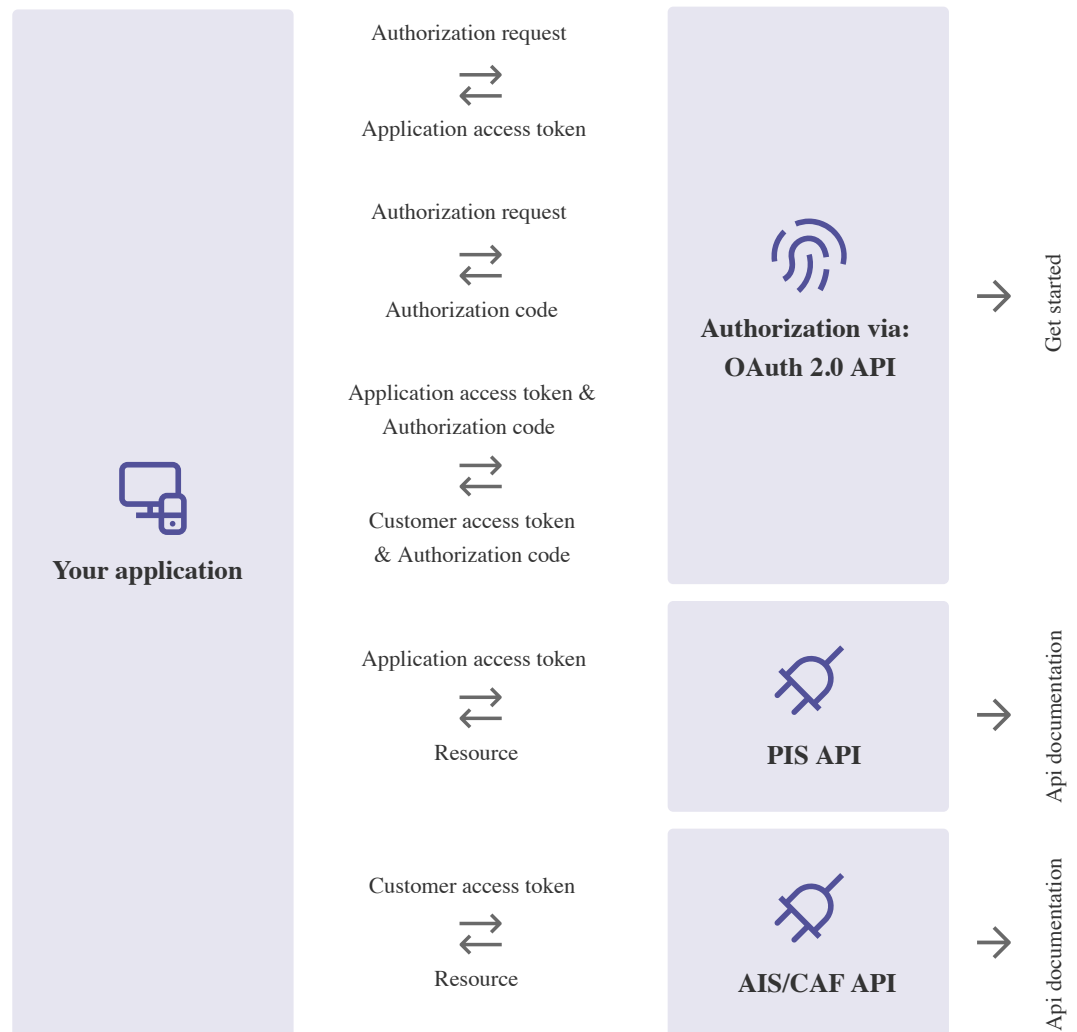 Your application
Authorization request
Application access token
Authorization request
Authorization code
Application access token &
Authorization code
Customer access token
& Authorization code
Authorization via:
OAuth 2.0 API
Get started
Application access token
Resource
PIS API
Api documentation
Customer access token
Resource
AIS/CAF API
Api documentation